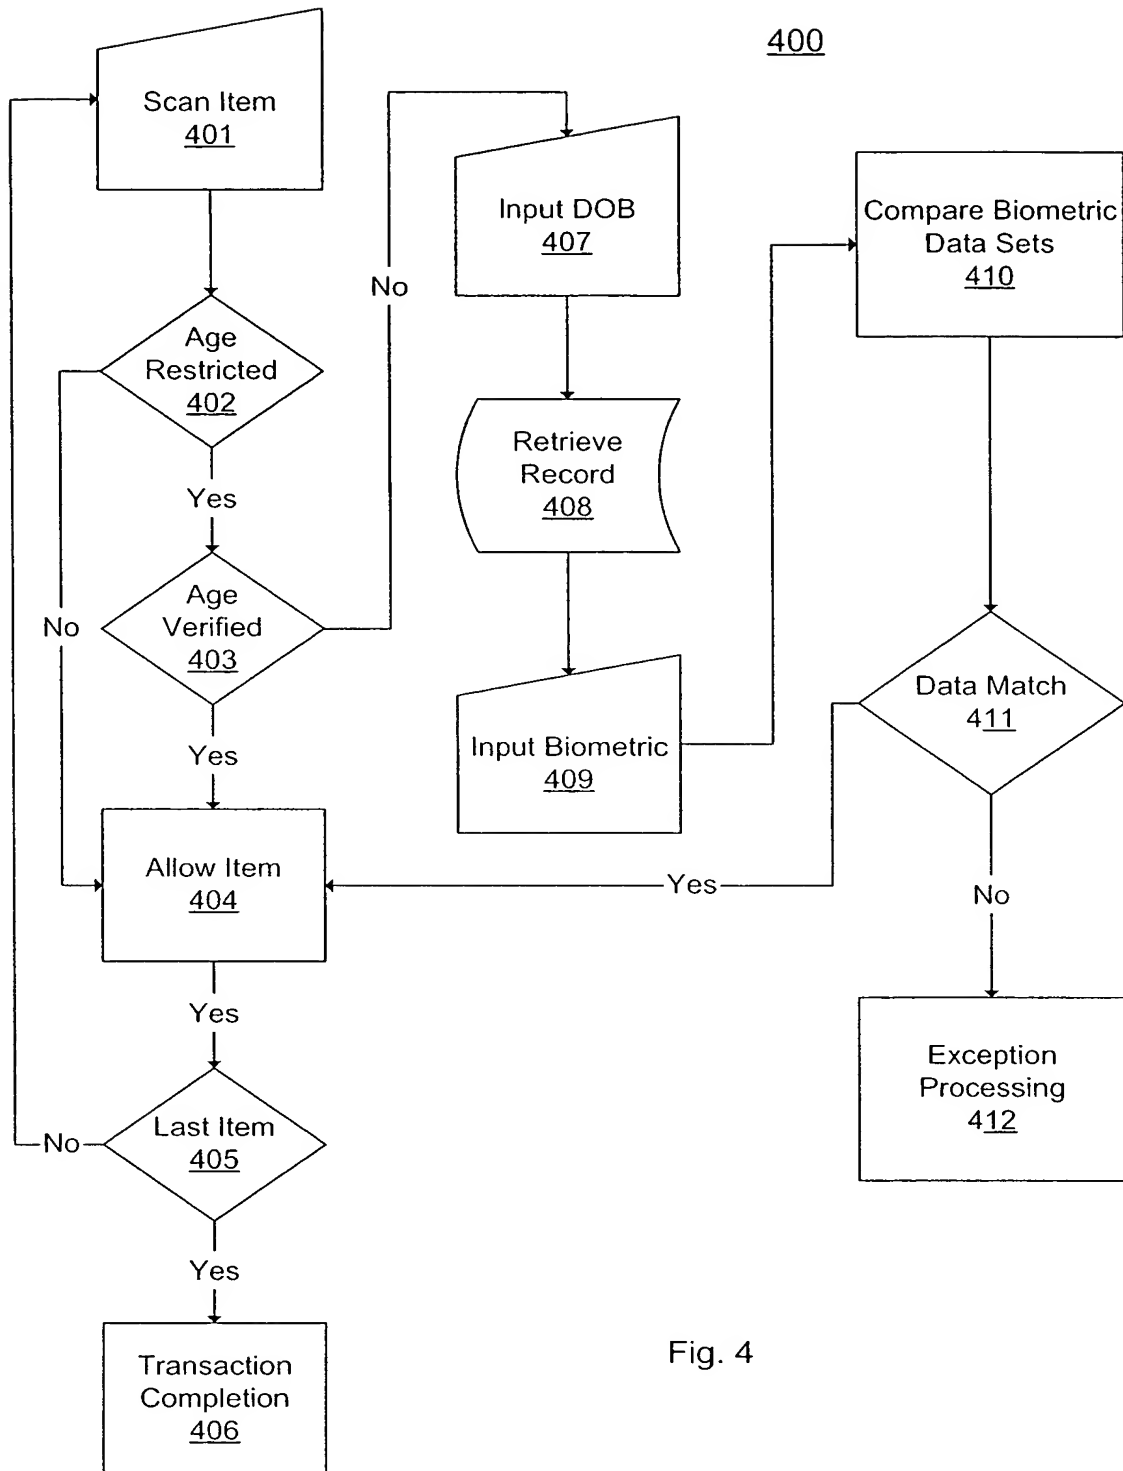 400
Scan Item
401
Age
Restricted
402
Yes
No
Age
Verified
403
Yes
Allow Item
404
Yes
Last Item
405
No
Yes
Transaction
Completion
406
No
Input DOB
407
Retrieve
Record
408
Input Biometric
409
Compare Biometric
Data Sets
410
Data Match
411
Yes
No
Exception
Processing
412
Fig. 4